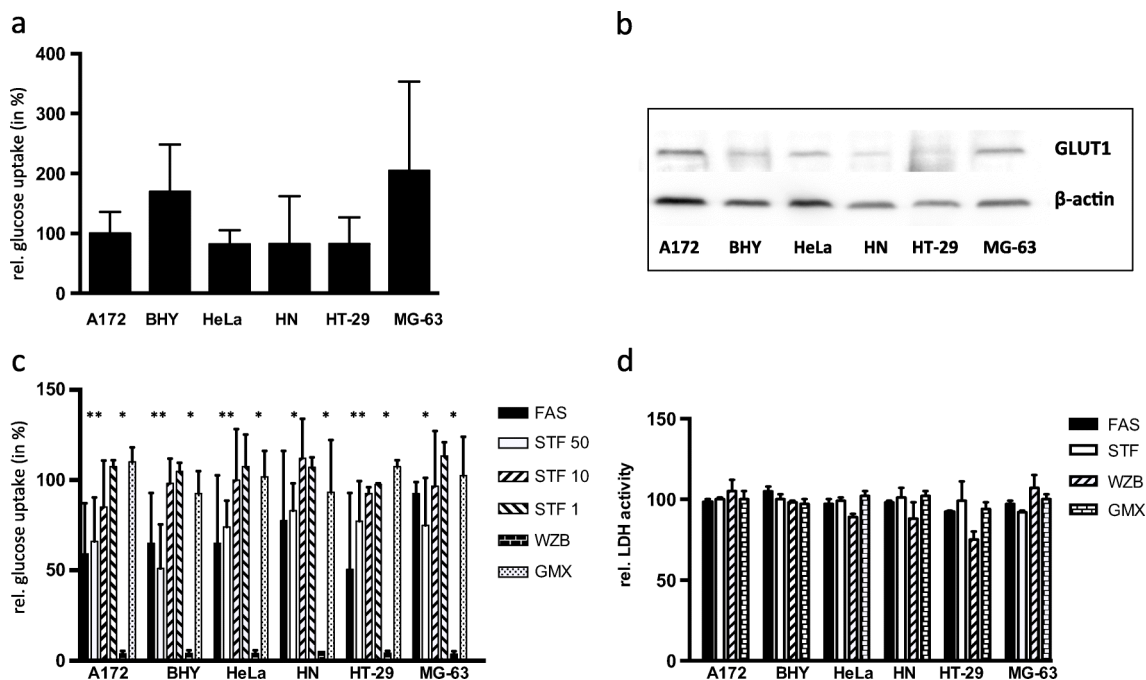 a
rel. glucose uptake (in %)
400
300
200
100
0
A172 BHY HeLa HN HT-29 MG-63
b
GLUT1
β-actin
A172 BHY HeLa HN HT-29 MG-63
c
rel. glucose uptake (in %)
150
100
50
0
** * ** * ** * * * ** * * *
A172 BHY HeLa HN HT-29 MG-63
FAS
STF 50
STF 10
STF 1
WZB
GMX
d
rel. LDH activity
150
100
50
0
A172 BHY HeLa HN HT-29 MG-63
FAS
STF
WZB
GMX